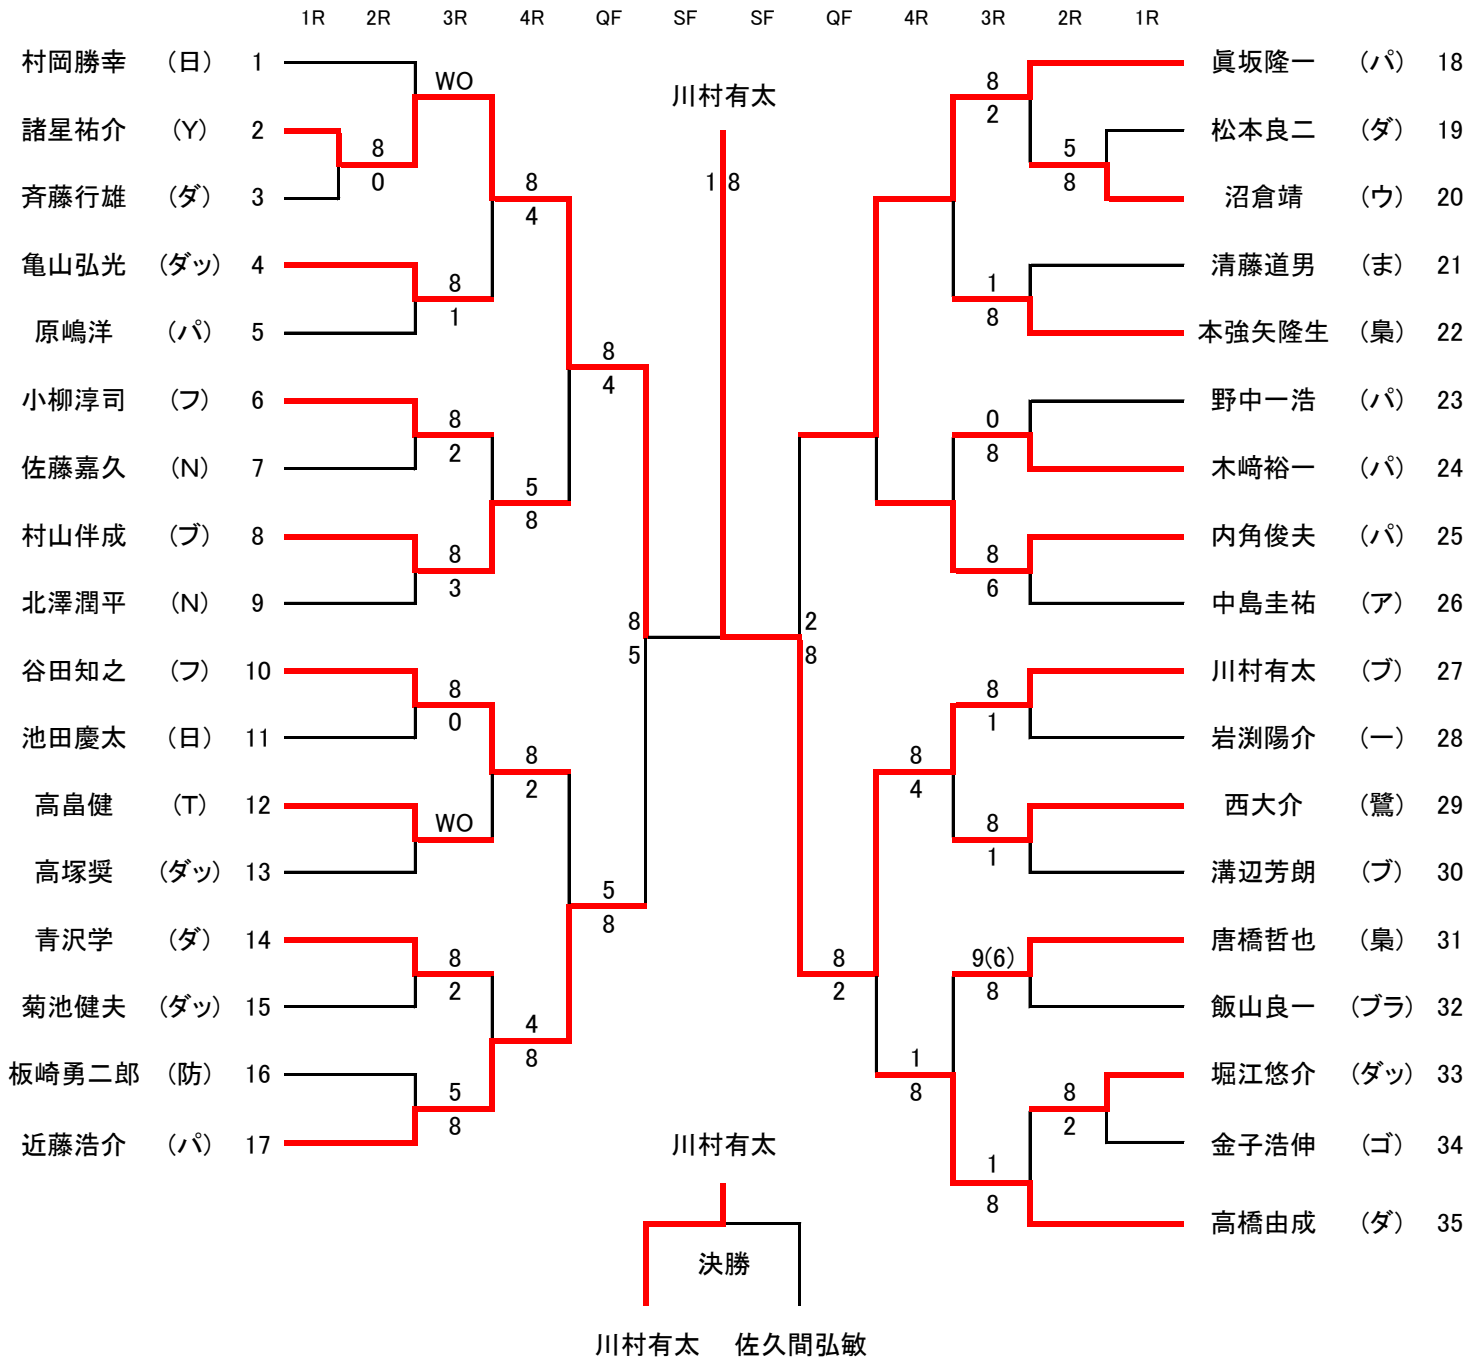 1R 2R 3R 4R QF SF SF QF 4R 3R 2R 1R
村岡勝幸 (日) 1 WO 川村有太 8 眞坂隆一 (パ) 18
2
諸星祐介 (Y) 2 8 5 松本良二 (ダ) 19
斉藤行雄 (ダ) 3 0 8 1 8 8 沼倉靖 (ウ) 20
4
亀山弘光 (ダッ) 4 8 1 清藤道男 (ま) 21
1 8
原嶋洋 (パ) 5 8 本強矢隆生 (梟) 22
4
小柳淳司 (フ) 6 8 0 野中一浩 (パ) 23
2 8
佐藤嘉久 (N) 7 5 木﨑裕一 (パ) 24
8
村山伴成 (ブ) 8 8 8 内角俊夫 (パ) 25
3 6
北澤潤平 (N) 9 8 2 中島圭祐 (ア) 26
5 8
谷田知之 (フ) 10 8 8 川村有太 (ブ) 27
0 1
池田慶太 (日) 11 8 8 岩渕陽介 (一) 28
2 4
高畠健 (T) 12 WO 8 西大介 (鷺) 29
1
高塚奨 (ダッ) 13 5 溝辺芳朗 (ブ) 30
8
青沢学 (ダ) 14 8 8 9(6) 唐橋哲也 (梟) 31
2 2 8
菊池健夫 (ダッ) 15 4 飯山良一 (ブラ) 32
8 1
板崎勇二郎 (防) 16 5 8 8 堀江悠介 (ダッ) 33
8 2
近藤浩介 (パ) 17 川村有太 1 金子浩伸 (ゴ) 34
8
高橋由成 (ダ) 35
決勝
川村有太 佐久間弘敏